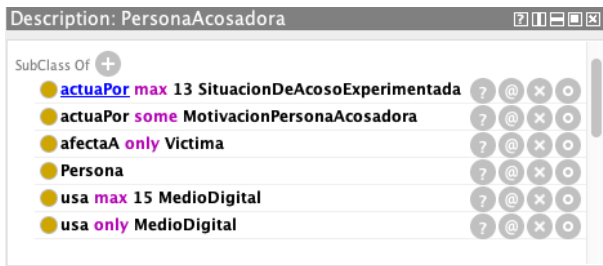 Description: PersonaAcosadora
SubClass Of
actuaPor max 13 SituacionDeAcosoExperimentada
actuaPor some MotivacionPersonaAcosadora
afectaA only Victima
Persona
usa max 15 MedioDigital
usa only MedioDigital